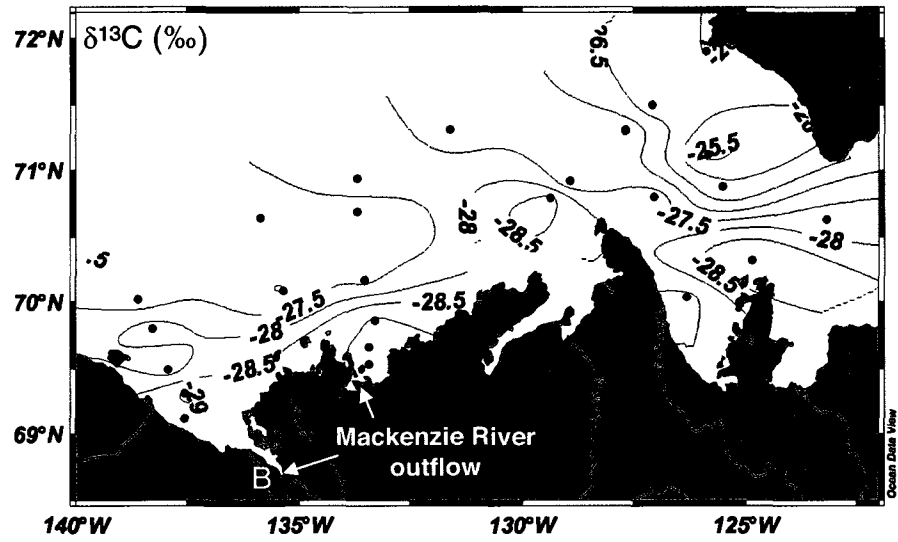 72°N
δ¹³C (‰)
26.5
71°N
-25.5
-28
-28.5
-27.5
-28
-28.5
.5
70°N
-27.5
-28
-28.5
-28.5
-29
69°N
Mackenzie River
outflow
B
140°W
135°W
130°W
125°W
Ocean Data View